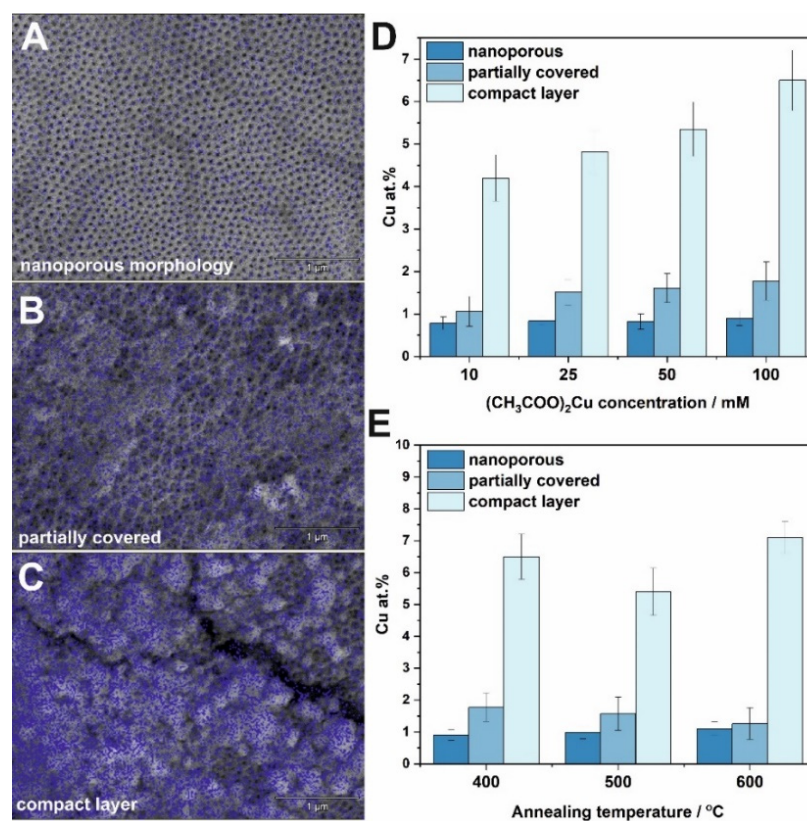 A
1 µm
nanoporous morphology
B
1 µm
partially covered
C
1 µm
compact layer
D
nanoporous
partially covered
compact layer
7
6
5
4
3
2
1
0
Cu at.%
10 25 50 100
(CH₃COO)₂Cu concentration / mM
E
nanoporous
partially covered
compact layer
10
9
8
7
6
5
4
3
2
1
0
Cu at.%
400 500 600
Annealing temperature / °C